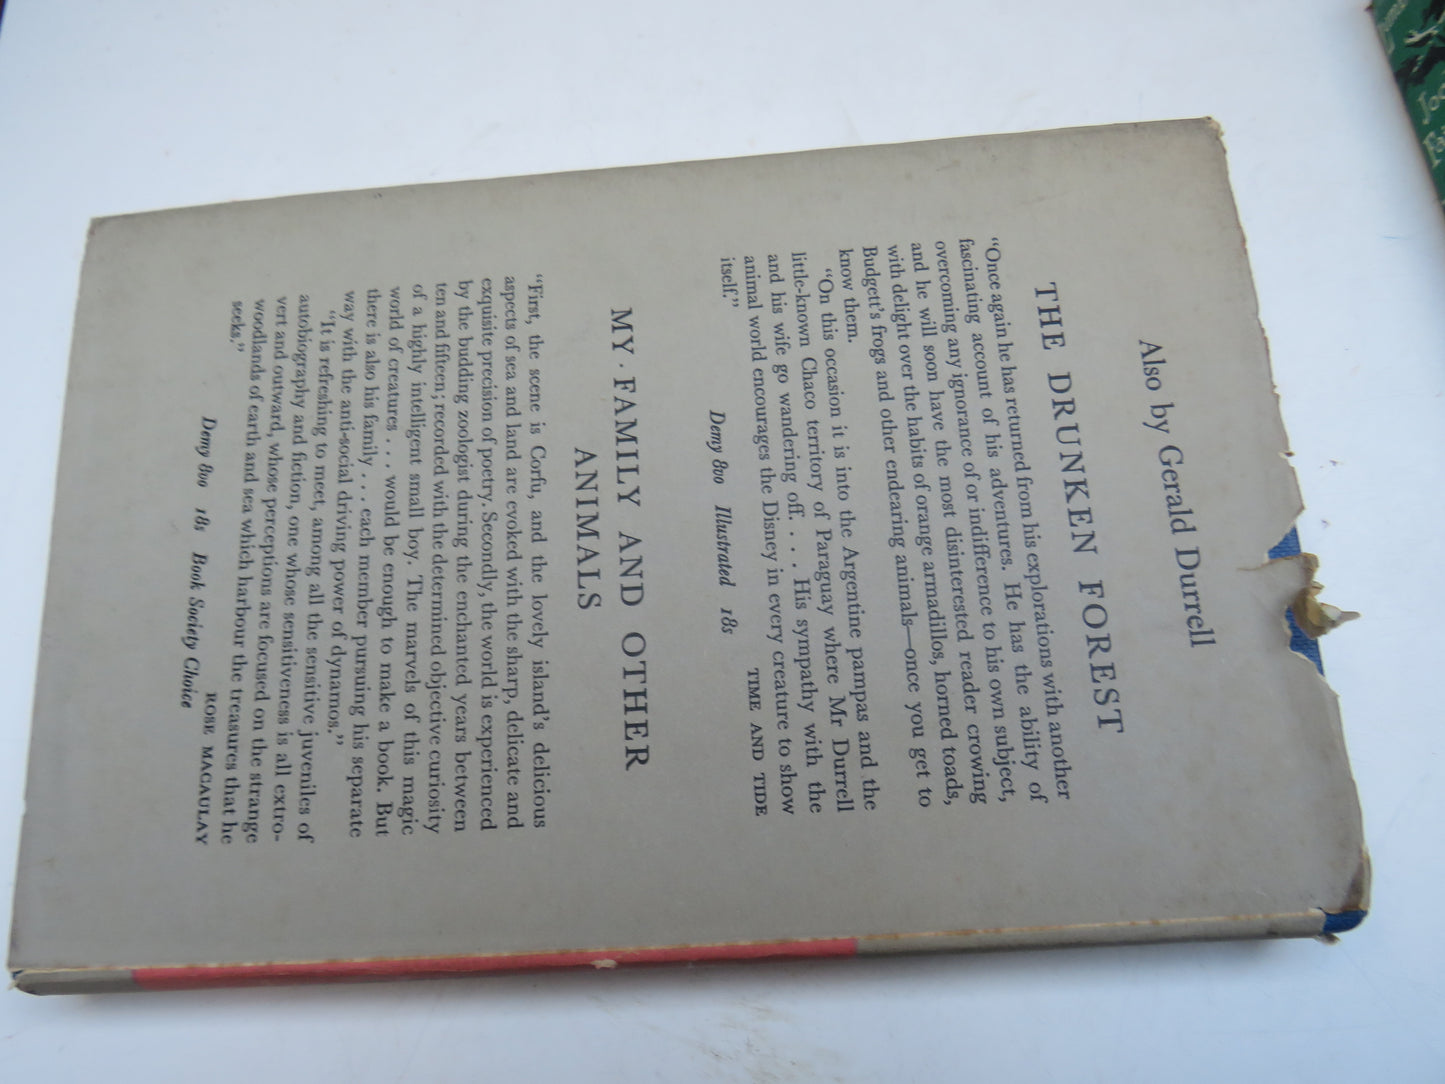 Also by Gerald Durrell
THE DRUNKEN FOREST
“Once again he has returned from his explorations with another
fascinating account of his adventures. He has the ability of
overcoming any ignorance of or indifference to his own subject,
and he will soon have the most disinterested reader crowing
with delight over the habits of orange armadillos, horned toads,
Budgett's frogs and other endearing animals—once you get to
know them.
“On this occasion it is into the Argentine pampas and the
little-known Chaco territory of Paraguay where Mr Durrell
and his wife go wandering off. . . . His sympathy with the
animal world encourages the Disney in every creature to show
itself.”
TIME AND TIDE
Demy 8vo Illustrated 18s
MY FAMILY AND OTHER
ANIMALS
“First, the scene is Corfu, and the lovely island's delicious
aspects of sea and land are evoked with the sharp, delicate and
exquisite precision of poetry. Secondly, the world is experienced
by the budding zoologist during the enchanted years between
ten and fifteen; recorded with the determined objective curiosity
of a highly intelligent small boy. The marvels of this magic
world of creatures . . . would be enough to make a book. But
there is also his family . . . each member pursuing his separate
way with the anti-social driving power of dynamos.”
“It is refreshing to meet, among all the sensitive juveniles of
autobiography and fiction, one whose sensitiveness is all extro-
vert and outward, whose perceptions are focused on the strange
woodlands of earth and sea which harbour the treasures that he
seeks.”
ROSE MACAULAY
Demy 8vo 18s Book Society Choice